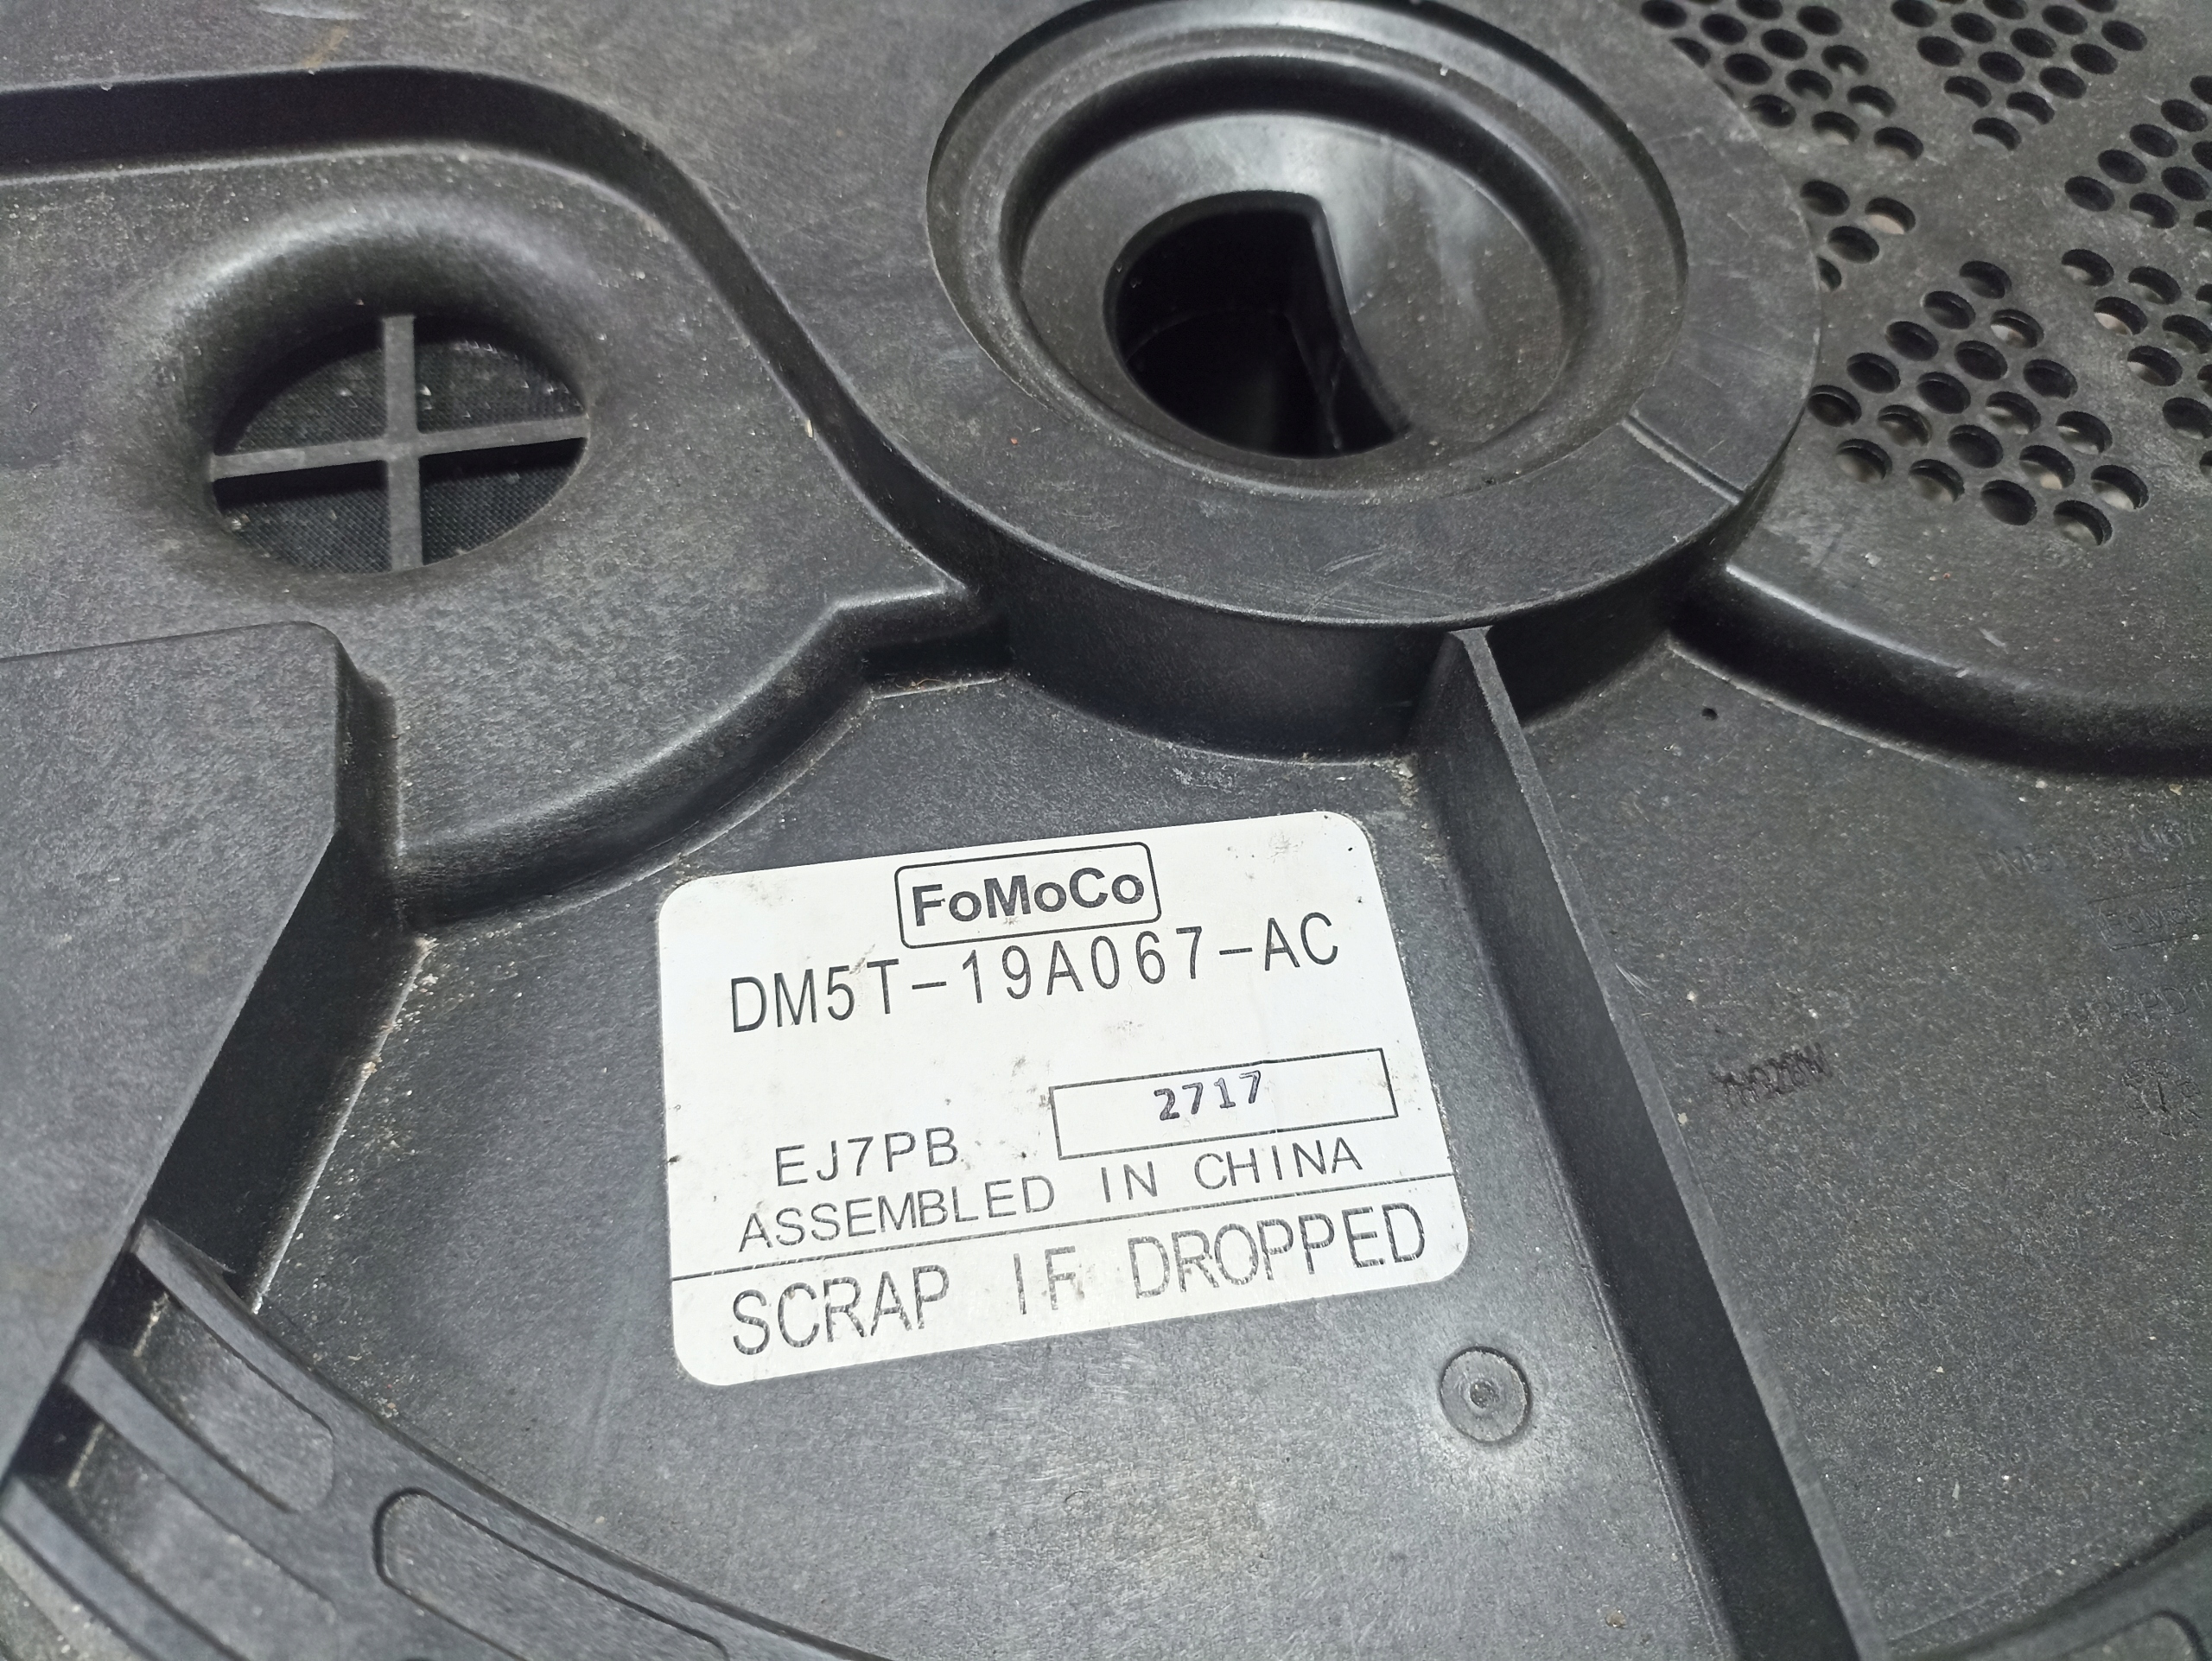 FoMoCo
DM5T-19A067-AC
2717
EJ7PB
ASSEMBLED IN CHINA
SCRAP IF DROPPED